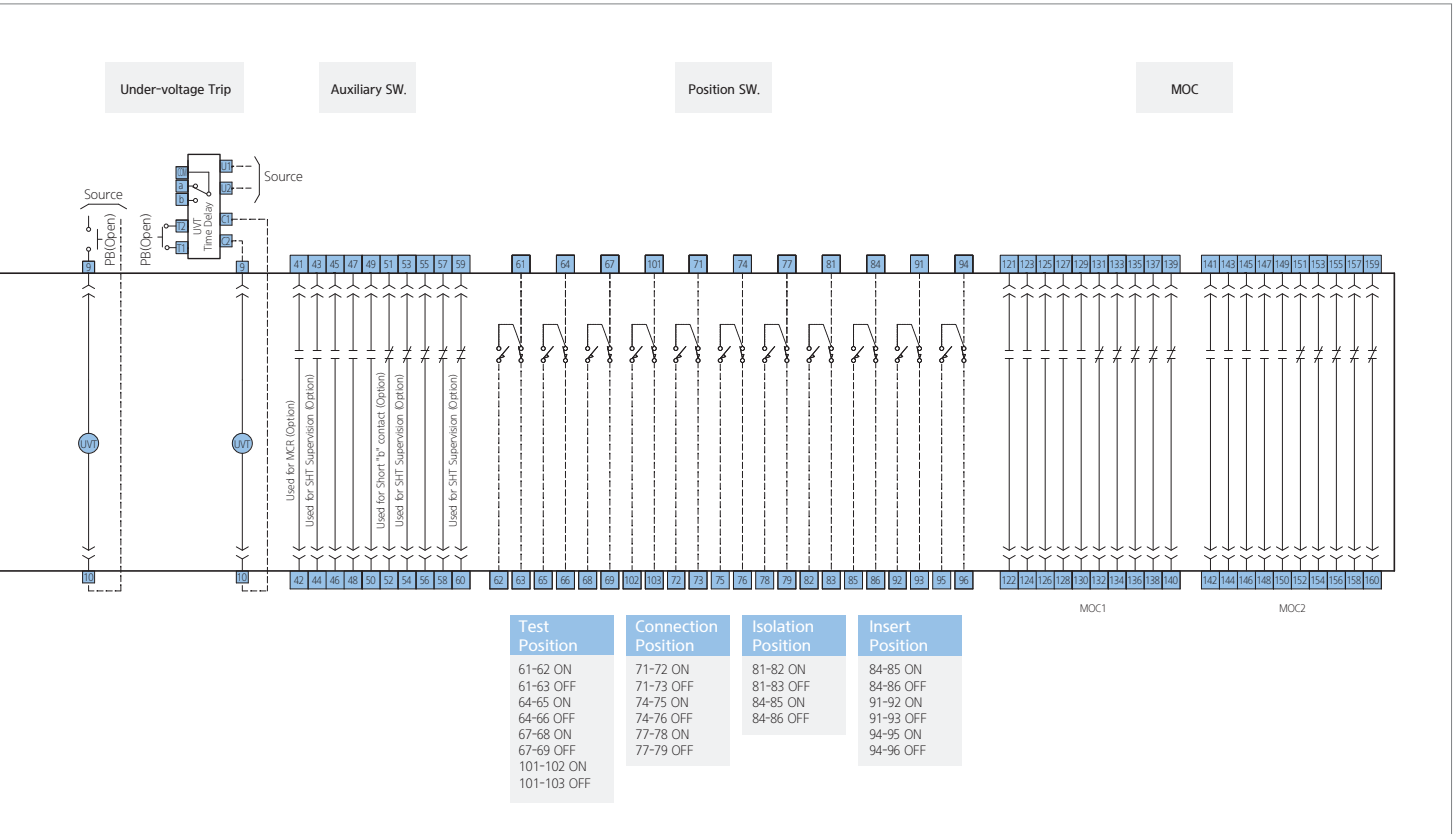 Under-voltage Trip
Auxiliary SW.
Position SW.
MOC
Source
PB(Open)
PB(Open)
a
b
T2
T1
UVT
Time Delay
U1
U2
C1
C2
Source
9
9
41 43 45 47 49 51 53 55 57 59
61 64 67 101 71 74 77 81 84 91 94
121 123 125 127 129 131 133 135 137 139
141 143 145 147 149 151 153 155 157 159
UVT
UVT
Used for MCR (Option)
Used for SHT Supervision (Option)
Used for Short "b" contact (Option)
Used for SHT Supervision (Option)
Used for SHT Supervision (Option)
10
10
42 44 46 48 50 52 54 56 58 60
62 63 65 66 68 69 102 103 72 73 75 76 78 79 82 83 85 86 92 93 95 96
122 124 126 128 130 132 134 136 138 140
142 144 146 148 150 152 154 156 158 160
MOC1
MOC2
Test
Position
61-62 ON
61-63 OFF
64-65 ON
64-66 OFF
67-68 ON
67-69 OFF
101-102 ON
101-103 OFF
Connection
Position
71-72 ON
71-73 OFF
74-75 ON
74-76 OFF
77-78 ON
77-79 OFF
Isolation
Position
81-82 ON
81-83 OFF
84-85 ON
84-86 OFF
Insert
Position
84-85 ON
84-86 OFF
91-92 ON
91-93 OFF
94-95 ON
94-96 OFF